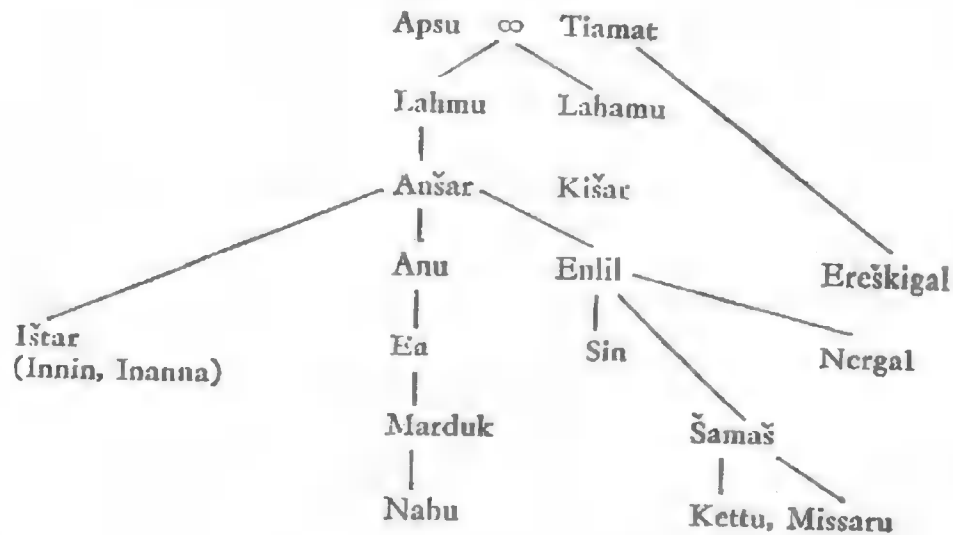 Apsu ∞ Tiamat
Lahmu Lahamu
Anšar Kišar
Anu Enlil Ereškigal
Ištar
(Innin, Inanna)
Ea Sin Nergal
Marduk Šamaš
Nabu Kettu, Missaru